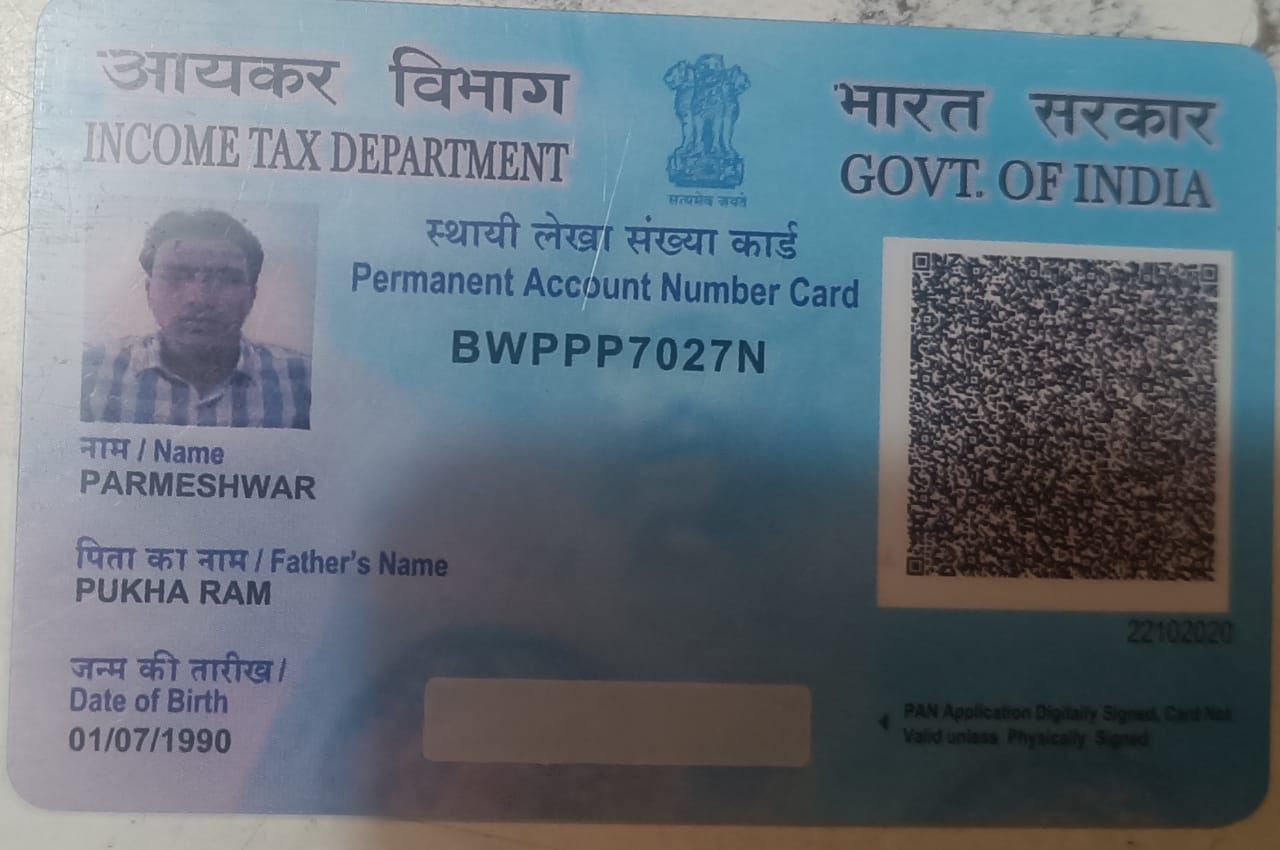 आयकर विभाग
INCOME TAX DEPARTMENT
सत्यमेव जयते
भारत सरकार
GOVT. OF INDIA
स्थायी लेखा संख्या कार्ड
Permanent Account Number Card
BWPPP7027N
नाम / Name
PARMESHWAR
पिता का नाम / Father's Name
PUKHA RAM
जन्म की तारीख /
Date of Birth
01/07/1990
22102020
PAN Application Digitally Signed, Card Not
Valid unless Physically Signed